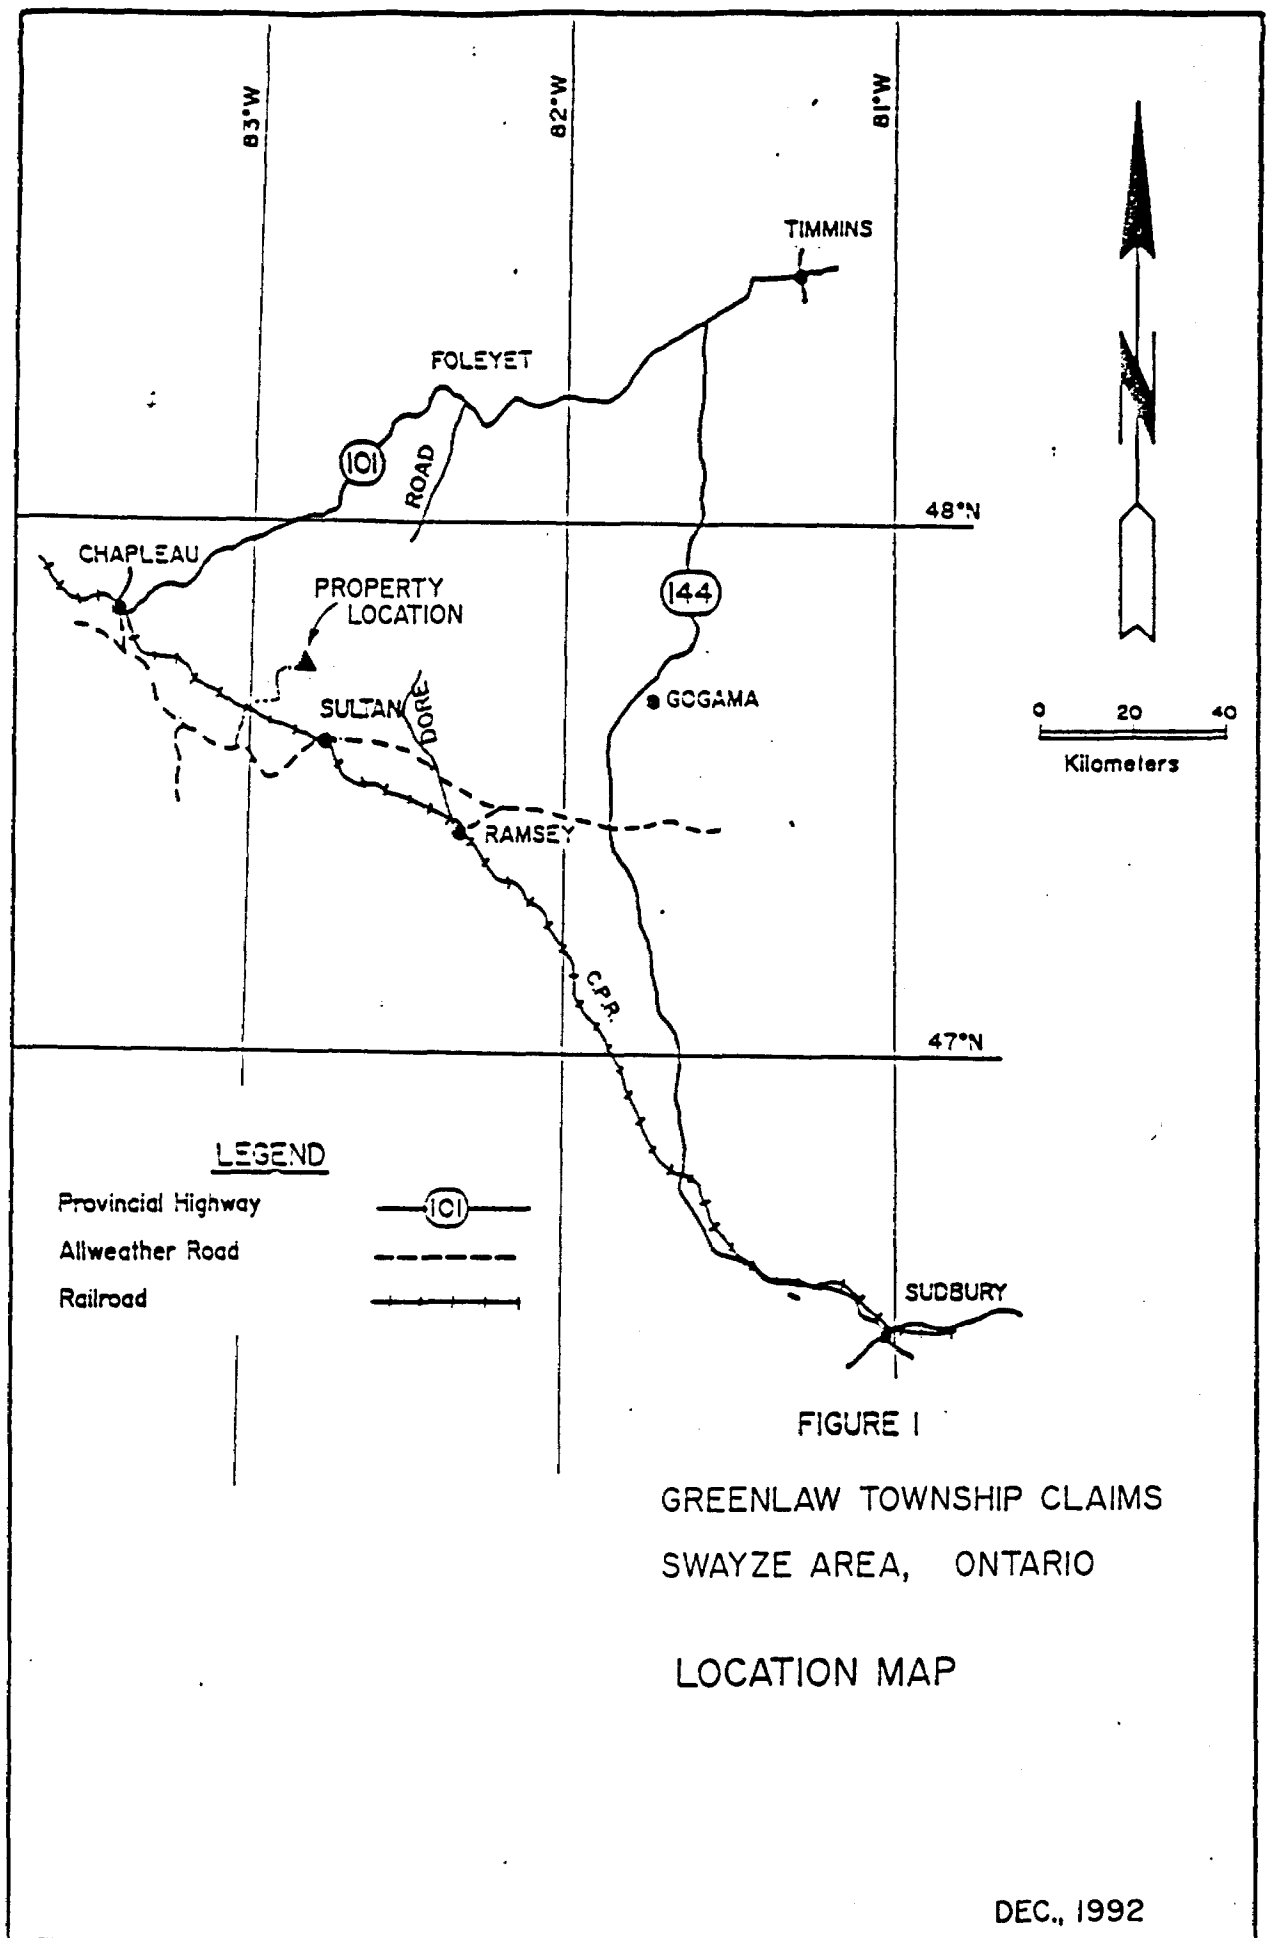 83°W
82°W
81°W
TIMMINS
FOLEYET
101
ROAD
48°N
CHAPLEAU
PROPERTY
LOCATION
144
SULTAN
DORE
GOGAMA
0 20 40
Kilometers
N
RAMSEY
C.P.R.
47°N
LEGEND
Provincial Highway 101
Allweather Road
Railroad
SUDBURY
FIGURE 1
GREENLAW TOWNSHIP CLAIMS
SWAYZE AREA, ONTARIO
LOCATION MAP
DEC., 1992